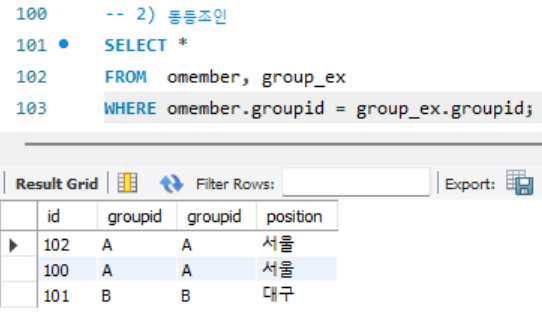 100 -- 2) 동등조인
101 SELECT *
102 FROM omember, group_ex
103 WHERE omember.groupid = group_ex.groupid;
Result Grid Filter Rows: Export:
id groupid groupid position
102 A A 서울
100 A A 서울
101 B B 대구